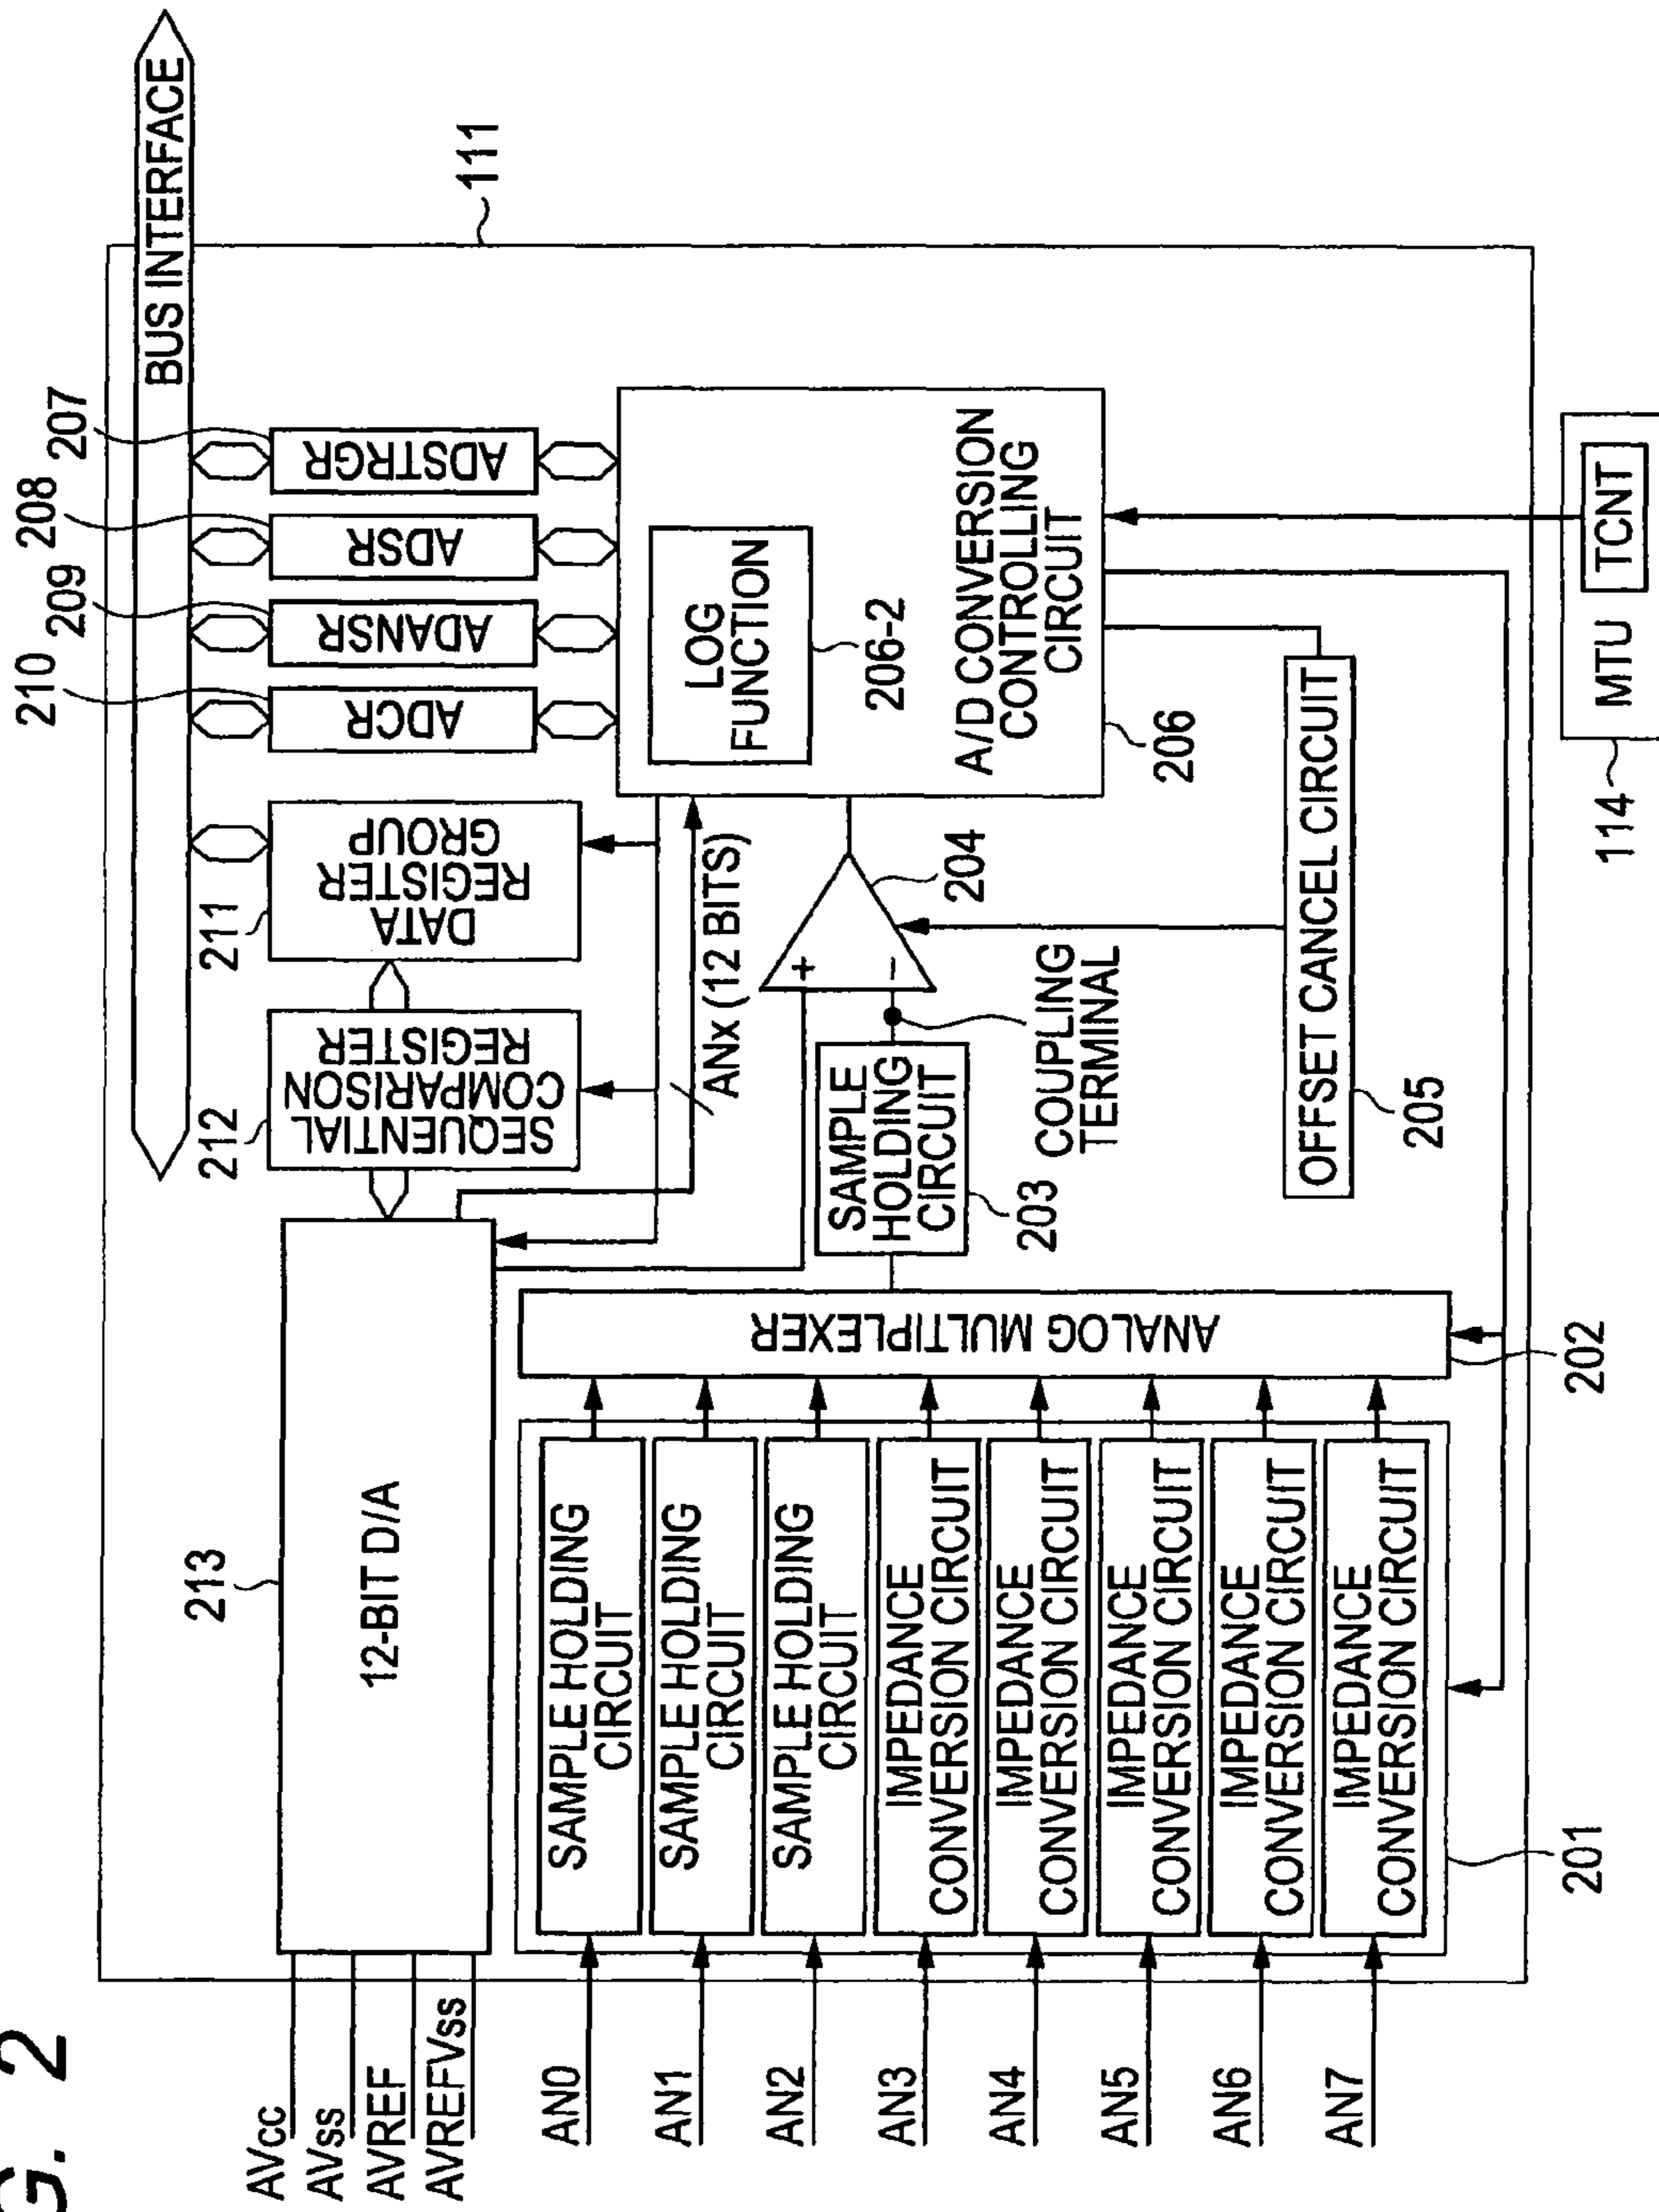 G. 2
BUS INTERFACE
111
210
209
208
207
ADCR
ADANSR
ADSR
ADSTRGR
212
211
SEQUENTIAL
COMPARISON
REGISTER
DATA
REGISTER
GROUP
213
12-BIT D/A
AVcc
AVss
AVREF
AVREFVss
LOG
FUNCTION
206-2
A/D CONVERSION
CONTROLLING
CIRCUIT
206
ANx (12 BITS)
+
−
204
SAMPLE
HOLDING
CIRCUIT
203
COUPLING
TERMINAL
OFFSET CANCEL CIRCUIT
205
ANALOG MULTIPLEXER
202
AN0
SAMPLE HOLDING
CIRCUIT
AN1
SAMPLE HOLDING
CIRCUIT
AN2
SAMPLE HOLDING
CIRCUIT
AN3
IMPEDANCE
CONVERSION CIRCUIT
AN4
IMPEDANCE
CONVERSION CIRCUIT
AN5
IMPEDANCE
CONVERSION CIRCUIT
AN6
IMPEDANCE
CONVERSION CIRCUIT
AN7
IMPEDANCE
CONVERSION CIRCUIT
201
114
MTU
TCNT